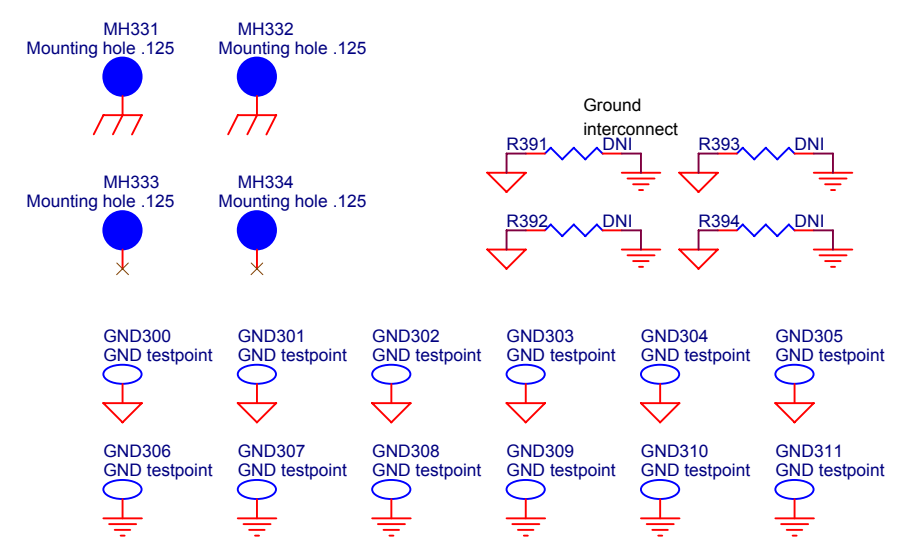 MH331
Mounting hole .125
MH332
Mounting hole .125
Ground
interconnect
R391
DNI
R393
DNI
MH333
Mounting hole .125
MH334
Mounting hole .125
R392
DNI
R394
DNI
GND300
GND testpoint
GND301
GND testpoint
GND302
GND testpoint
GND303
GND testpoint
GND304
GND testpoint
GND305
GND testpoint
GND306
GND testpoint
GND307
GND testpoint
GND308
GND testpoint
GND309
GND testpoint
GND310
GND testpoint
GND311
GND testpoint